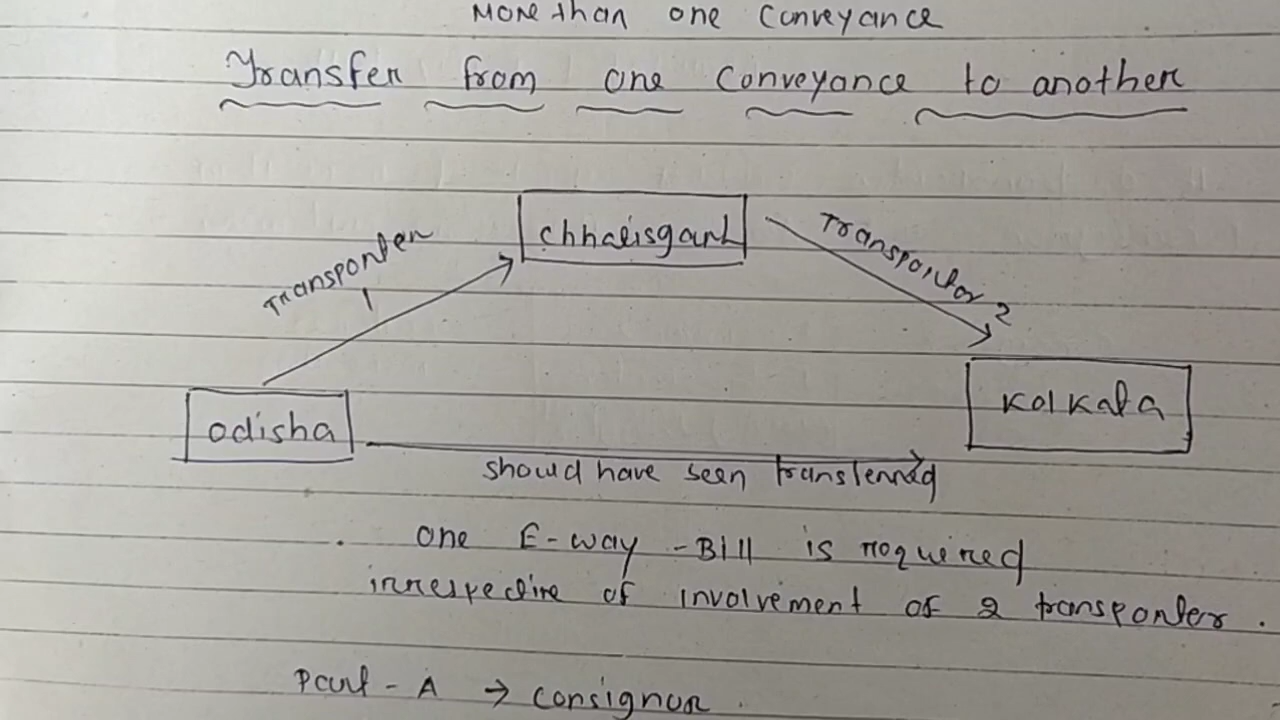 More than one Conveyance
Transfer from one Conveyance to another
chhatisgarh
Transporter
1
Transporter 2
Kolkata
odisha
should have seen transferred
one E-way-Bill is required
irrespective of involvement of 2 transporter.
Part - A → Consignor